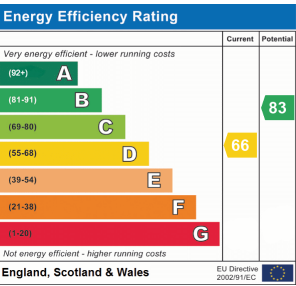 Energy Efficiency Rating
Current Potential
Very energy efficient - lower running costs
(92+) A
(81-91) B
83
(69-80) C
(55-68) D
66
(39-54) E
(21-38) F
(1-20) G
Not energy efficient - higher running costs
England, Scotland & Wales
EU Directive
2002/91/EC